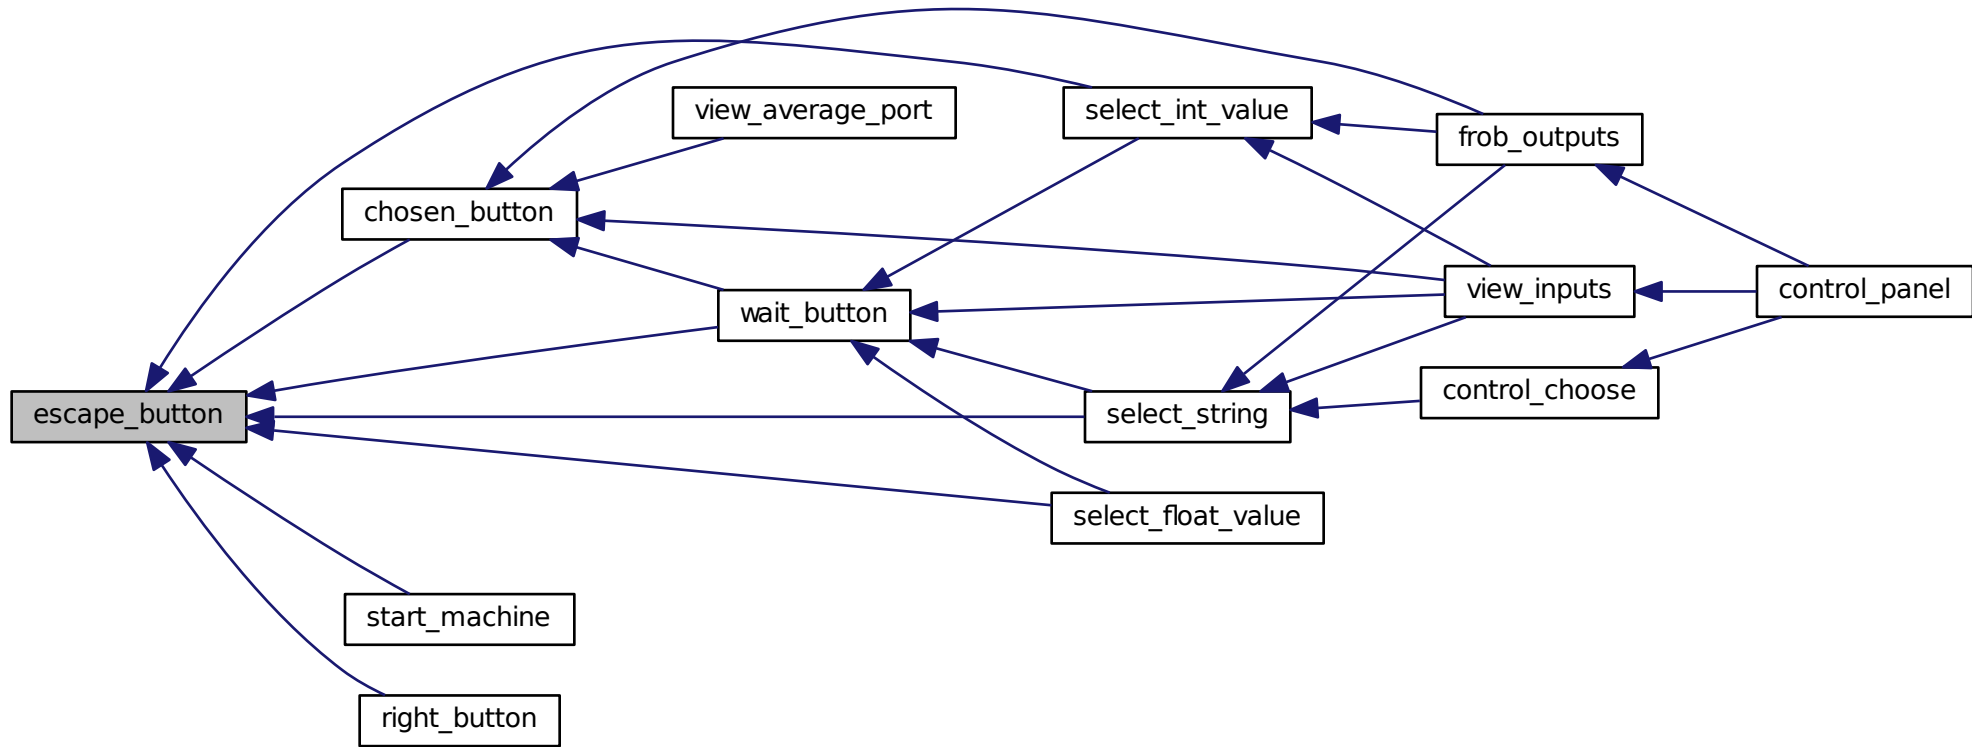 view_average_port
select_int_value
frob_outputs
chosen_button
wait_button
view_inputs
control_panel
escape_button
select_string
control_choose
select_float_value
start_machine
right_button